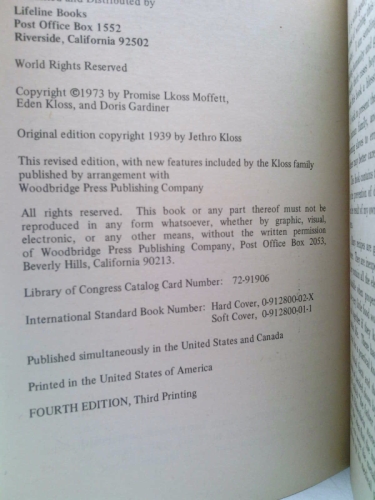 and Distributed by
Lifeline Books
Post Office Box 1552
Riverside, California 92502
World Rights Reserved
Copyright ©1973 by Promise Lkoss Moffett,
Eden Kloss, and Doris Gardiner
Original edition copyright 1939 by Jethro Kloss
This revised edition, with new features included by the Kloss family
published by arrangement with
Woodbridge Press Publishing Company
All rights reserved. This book or any part thereof must not be
reproduced in any form whatsoever, whether by graphic, visual,
electronic, or any other means, without the written permission
of Woodbridge Press Publishing Company, Post Office Box 2053,
Beverly Hills, California 90213.
Library of Congress Catalog Card Number: 72-91906
International Standard Book Number: Hard Cover, 0-912800-02-X
Soft Cover, 0-912800-01-1
Published simultaneously in the United States and Canada
Printed in the United States of America
FOURTH EDITION, Third Printing